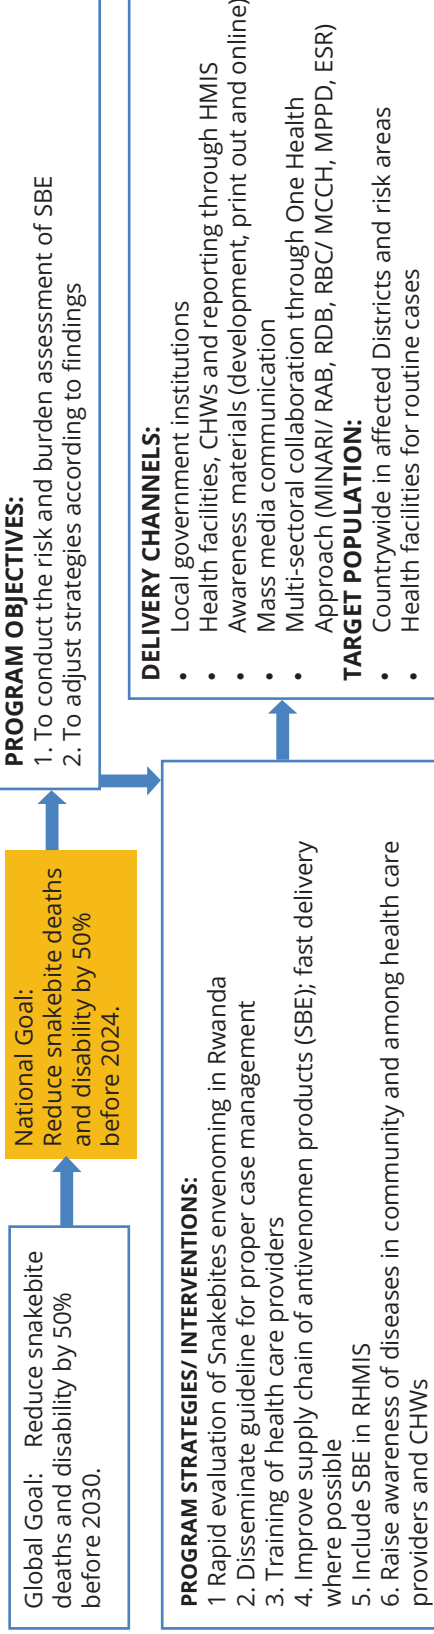 Global Goal: Reduce snakebite
deaths and disability by 50%
before 2030.
National Goal:
Reduce snakebite deaths
and disability by 50%
before 2024.
PROGRAM OBJECTIVES:
1. To conduct the risk and burden assessment of SBE
2. To adjust strategies according to findings
PROGRAM STRATEGIES/ INTERVENTIONS:
1 Rapid evaluation of Snakebites envenoming in Rwanda
2. Disseminate guideline for proper case management
3. Training of health care providers
4. Improve supply chain of antivenomen products (SBE); fast delivery
where possible
5. Include SBE in RHMIS
6. Raise awareness of diseases in community and among health care
providers and CHWs
DELIVERY CHANNELS:
• Local government institutions
• Health facilities, CHWs and reporting through HMIS
• Awareness materials (development, print out and online)
• Mass media communication
• Multi-sectoral collaboration through One Health
Approach (MINARI/ RAB, RDB, RBC/ MCCH, MPPD, ESR)
TARGET POPULATION:
• Countrywide in affected Districts and risk areas
• Health facilities for routine cases